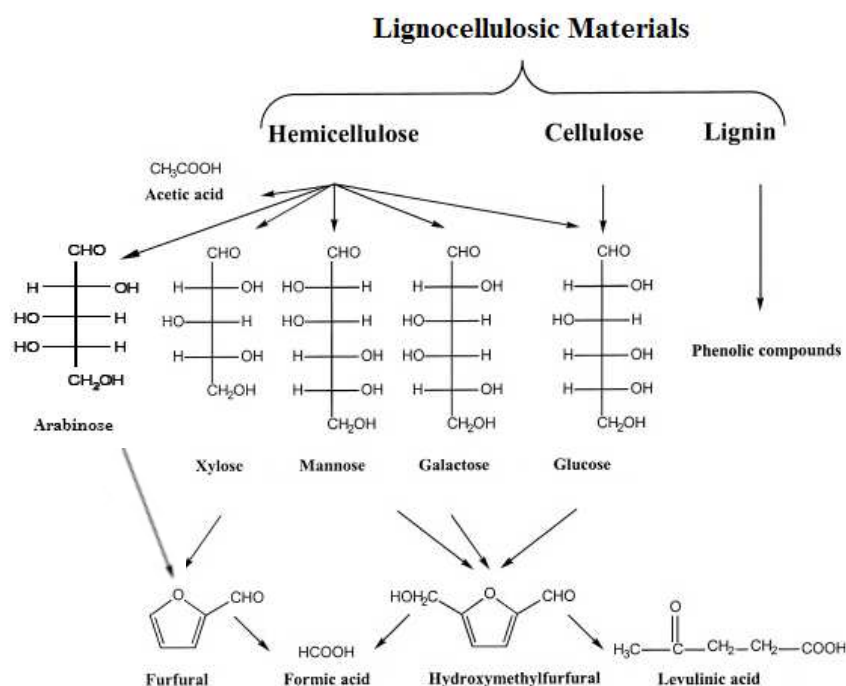 Lignocellulosic Materials
Hemicellulose Cellulose Lignin
CH₃COOH
Acetic acid
CHO CHO CHO CHO CHO
H OH H OH HO H H OH H OH
HO H HO H HO H HO H HO H
HO H H OH H OH HO H H OH
CH₂OH CH₂OH H OH H OH H OH
CH₂OH CH₂OH CH₂OH
Phenolic compounds
Arabinose
Xylose Mannose Galactose Glucose
O CHO HOH₂C O CHO O
HCOOH H₃C C CH₂ CH₂ COOH
Furfural Formic acid Hydroxymethylfurfural Levulinic acid